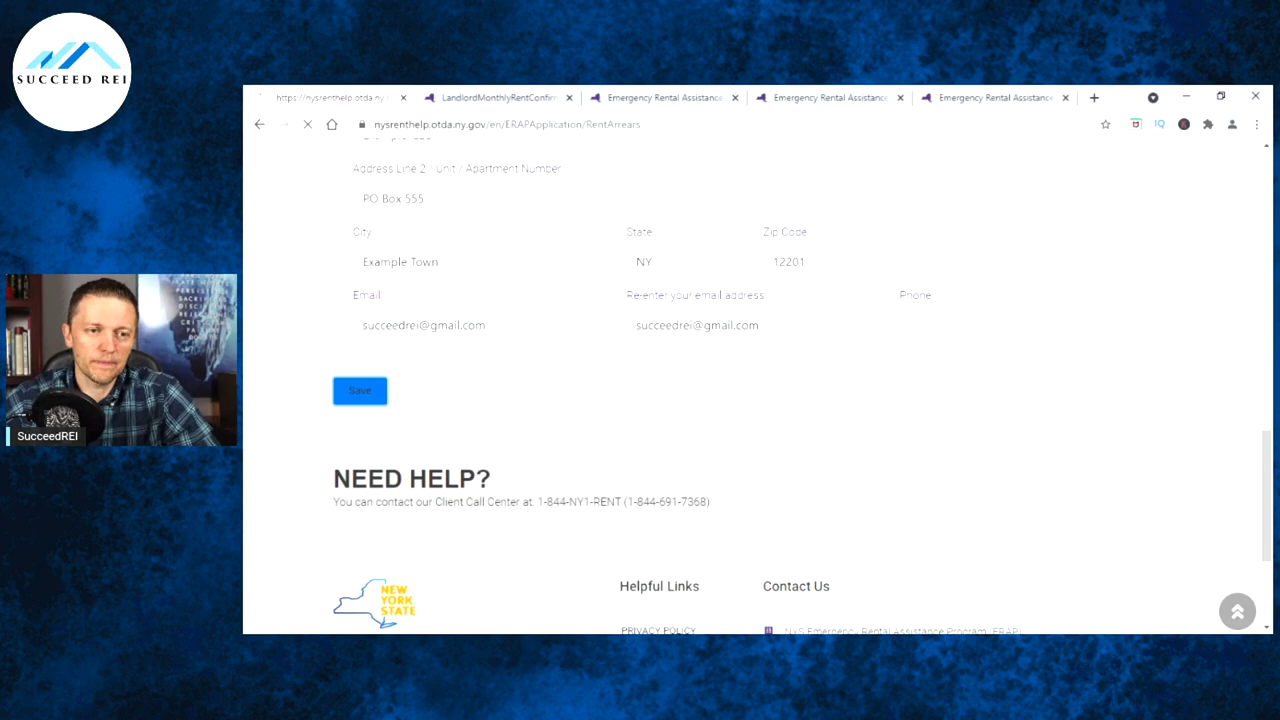 SUCCEED REI
https://nysrenthelp.otda.ny.
LandlordMonthlyRentConfirm
Emergency Rental Assistance
Emergency Rental Assistance
Emergency Rental Assistance
nysrenthelp.otda.ny.gov/en/ERAPApplication/RentArrears
IQ
Address Line 2 / Unit / Apartment Number
PO Box 555
City State Zip Code
Example Town NY 12201
Email Re-enter your email address Phone
succeedrei@gmail.com succeedrei@gmail.com
Save
SucceedREI
NEED HELP?
You can contact our Client Call Center at: 1-844-NY1-RENT (1-844-691-7368)
NEW
YORK
STATE
Helpful Links Contact Us
PRIVACY POLICY NYS Emergency Rental Assistance Program (ERAP